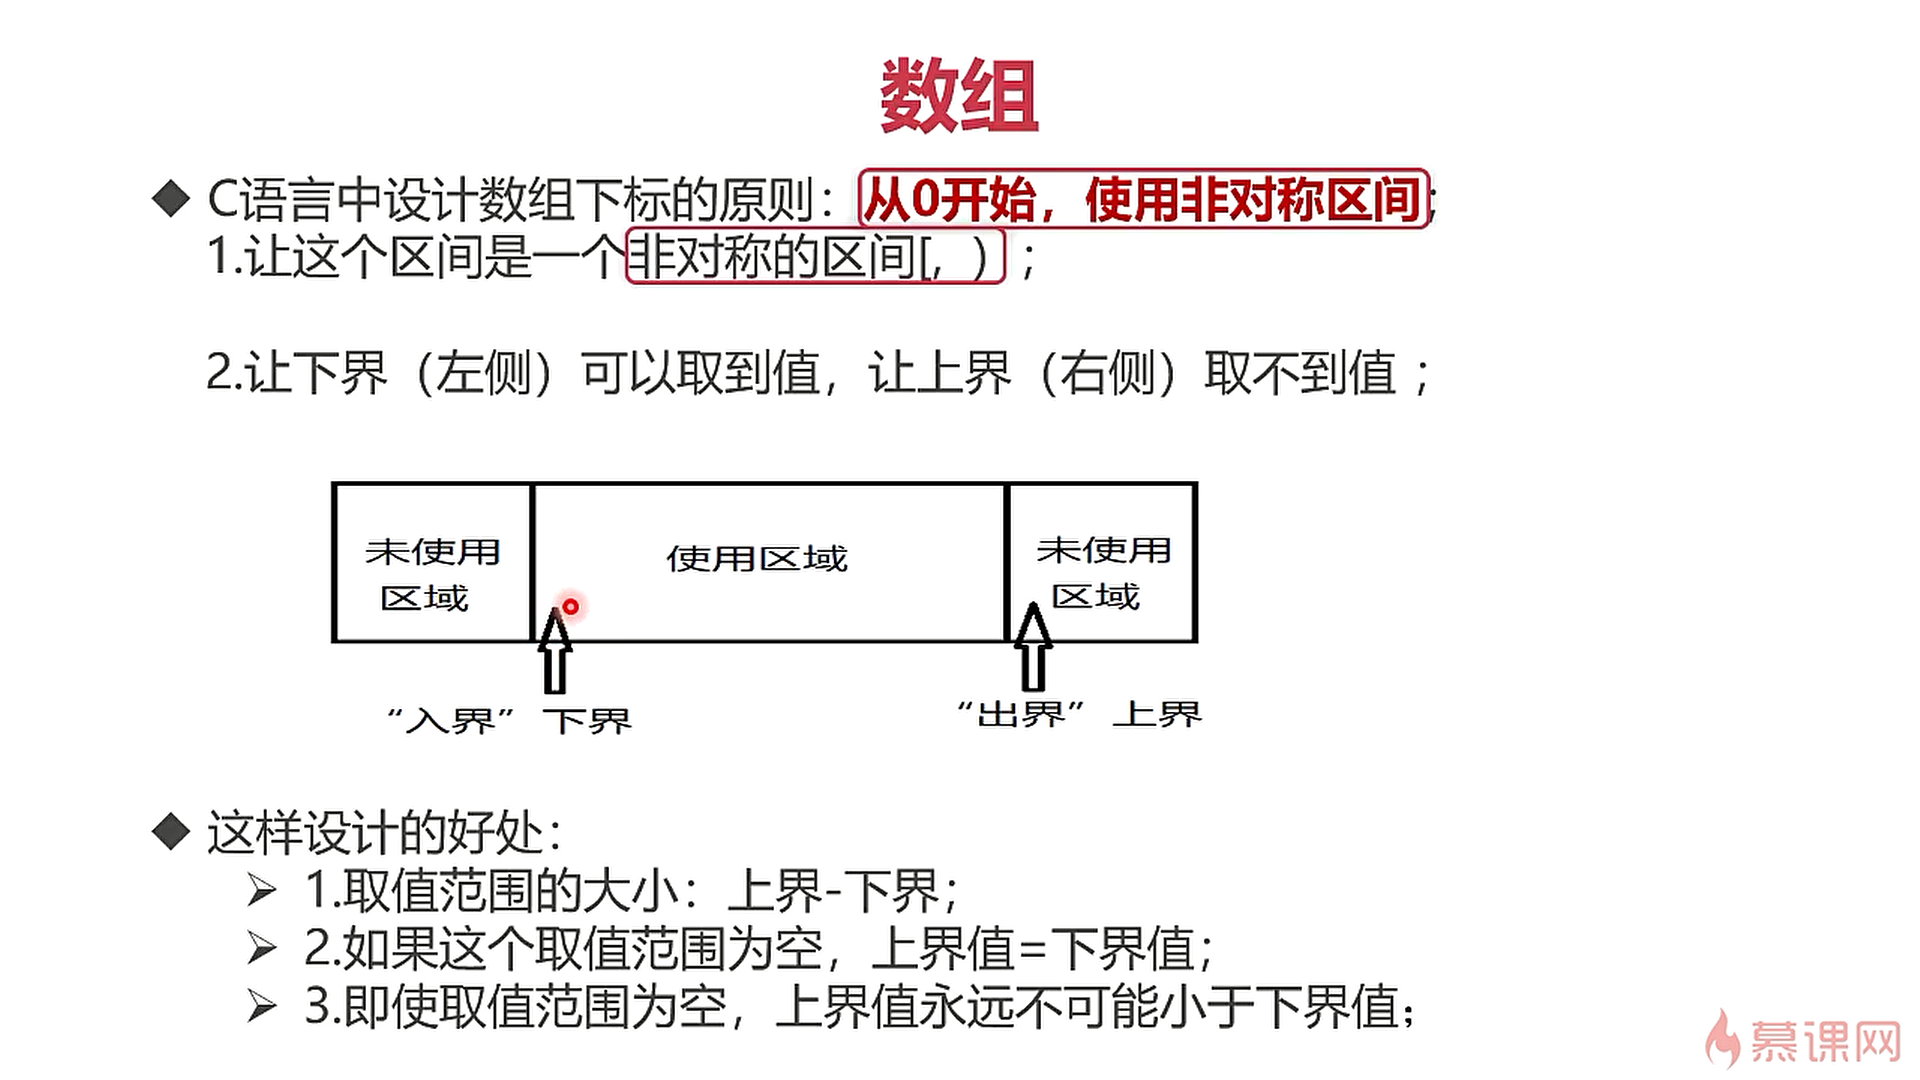 数组
C语言中设计数组下标的原则：从0开始，使用非对称区间；
1.让这个区间是一个非对称的区间[，）；
2.让下界（左侧）可以取到值，让上界（右侧）取不到值；
未使用区域
使用区域
未使用区域
“入界” 下界
“出界” 上界
这样设计的好处：
1.取值范围的大小：上界-下界；
2.如果这个取值范围为空，上界值=下界值；
3.即使取值范围为空，上界值永远不可能小于下界值；
慕课网